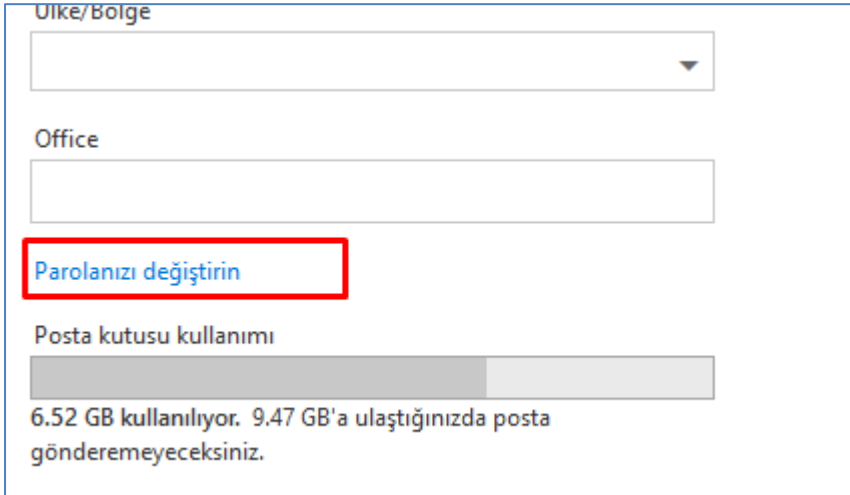 Ülke/Bölge
Office
Parolanızı değiştirin
Posta kutusu kullanımı
6.52 GB kullanılıyor. 9.47 GB'a ulaştığınızda posta
gönderemeyeceksiniz.